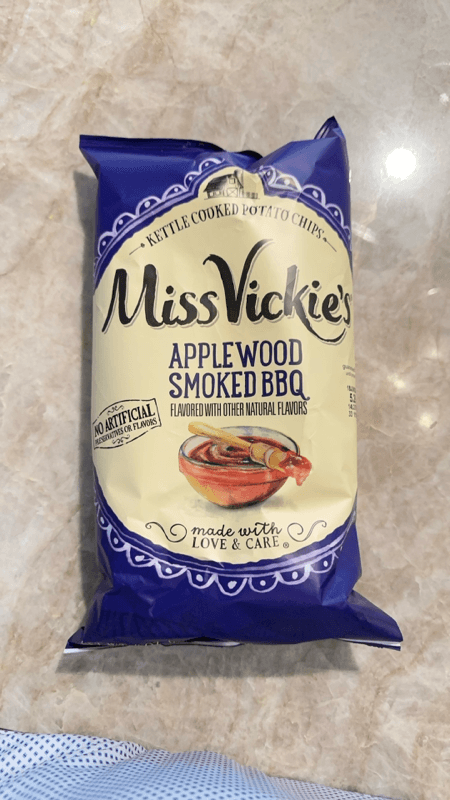 KETTLE COOKED POTATO CHIPS
Miss Vickie's
APPLEWOOD
SMOKED BBQ
FLAVORED WITH OTHER NATURAL FLAVORS
NO
ARTIFICIAL
PRESERVATIVES OR FLAVORS
made with
LOVE & CARE®